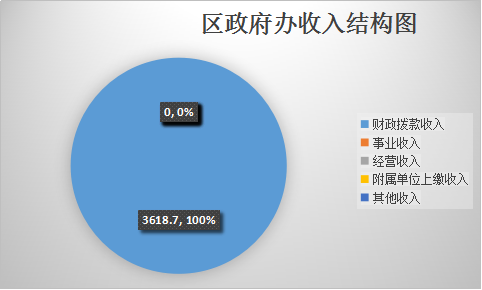 区政府办收入结构图
0, 0%
3618.7, 100%
财政拨款收入
事业收入
经营收入
附属单位上缴收入
其他收入